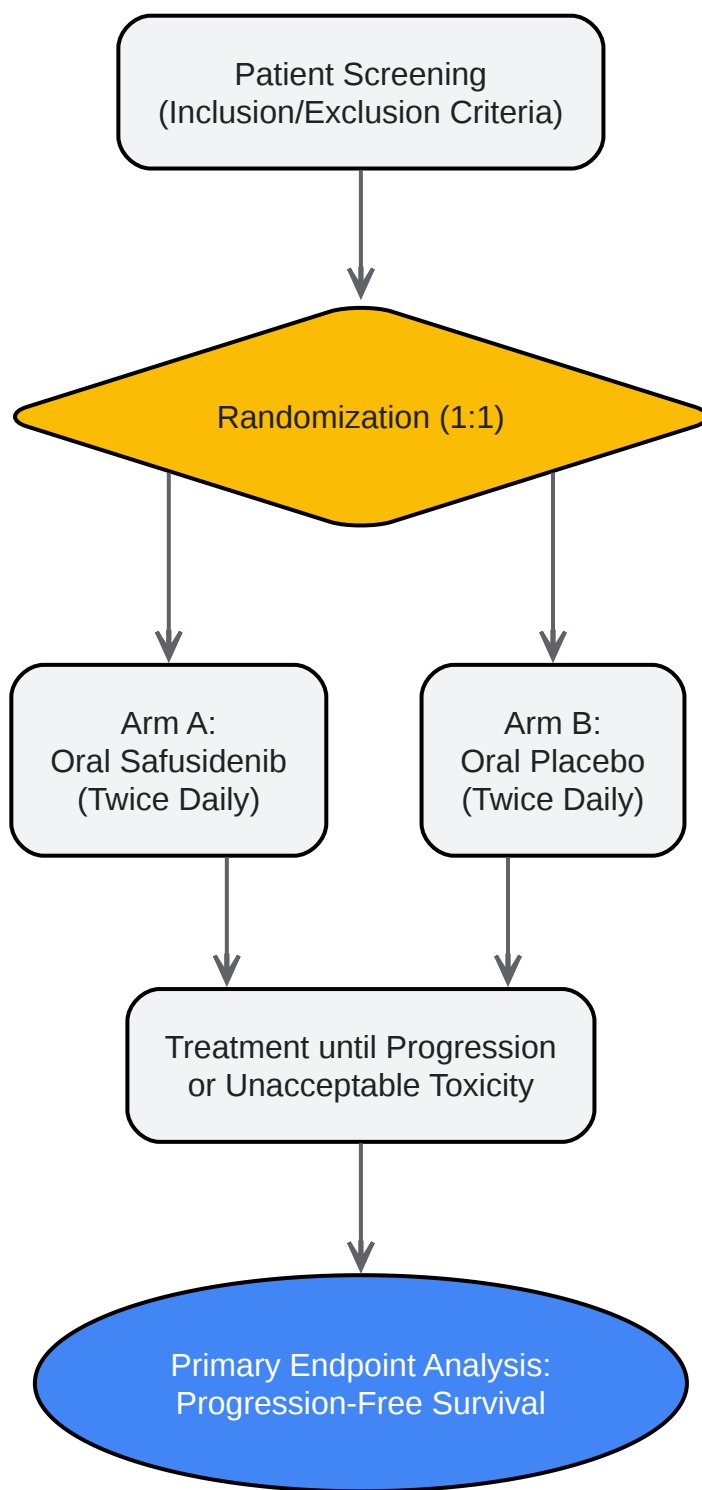 Patient Screening
(Inclusion/Exclusion Criteria)
Randomization (1:1)
Arm A:
Oral Safusidenib
(Twice Daily)
Arm B:
Oral Placebo
(Twice Daily)
Treatment until Progression
or Unacceptable Toxicity
Primary Endpoint Analysis:
Progression-Free Survival